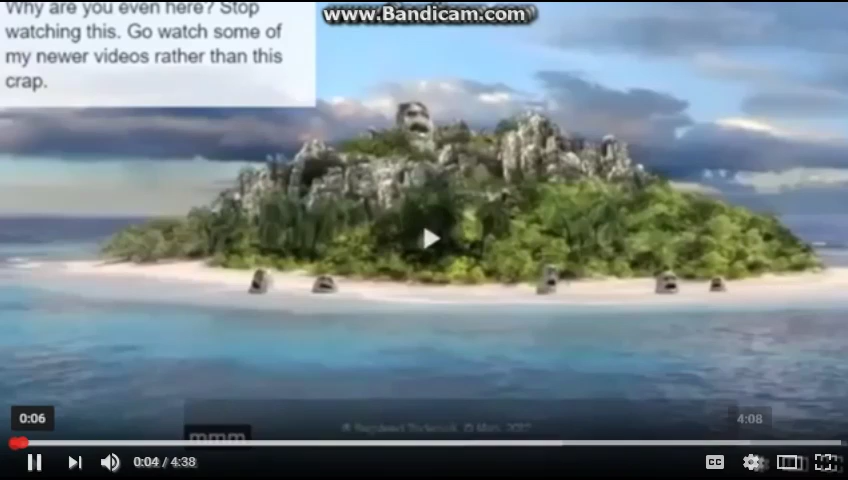 www.Bandicam.com
Why are you even here? Stop
watching this. Go watch some of
my newer videos rather than this
crap.
0:06
4:08
mmm
0:04 / 4:38
CC